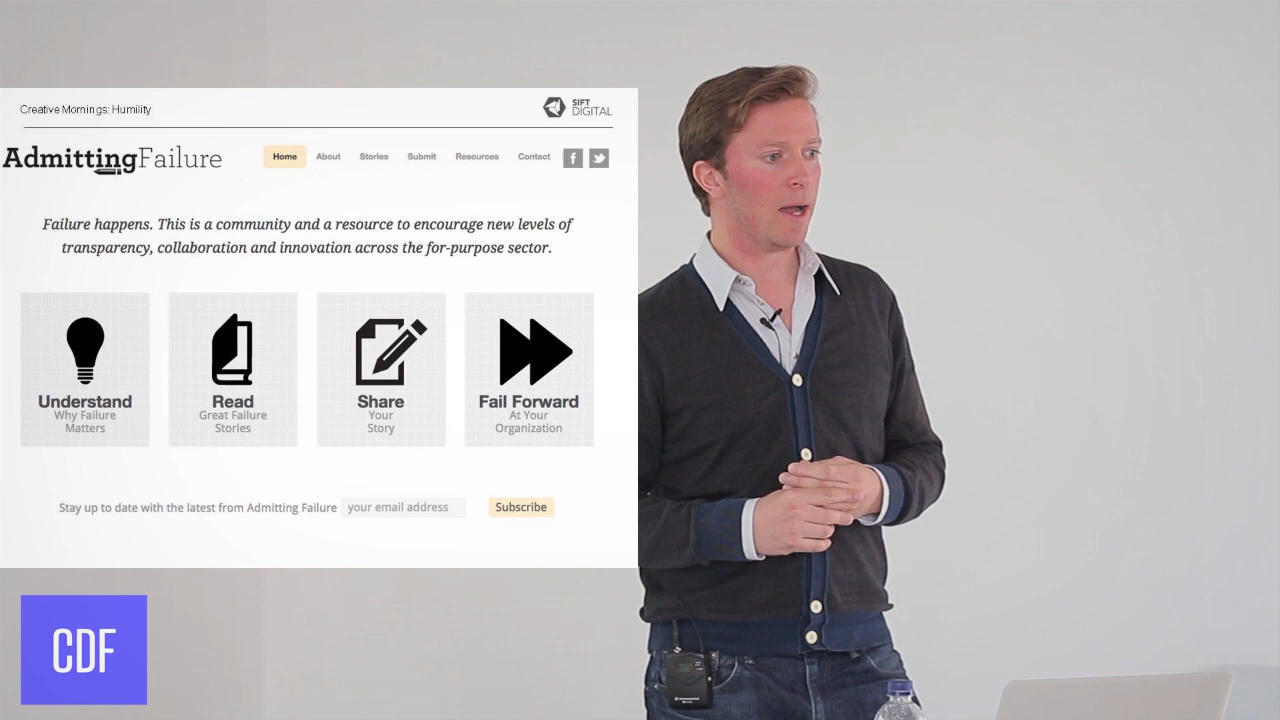 Creative Mornings: Humility
SIFT
DIGITAL
AdmittingFailure
Home About Stories Submit Resources Contact
Failure happens. This is a community and a resource to encourage new levels of
transparency, collaboration and innovation across the for-purpose sector.
Understand
Why Failure
Matters
Read
Great Failure
Stories
Share
Your
Story
Fail Forward
At Your
Organization
Stay up to date with the latest from Admitting Failure your email address Subscribe
CDF